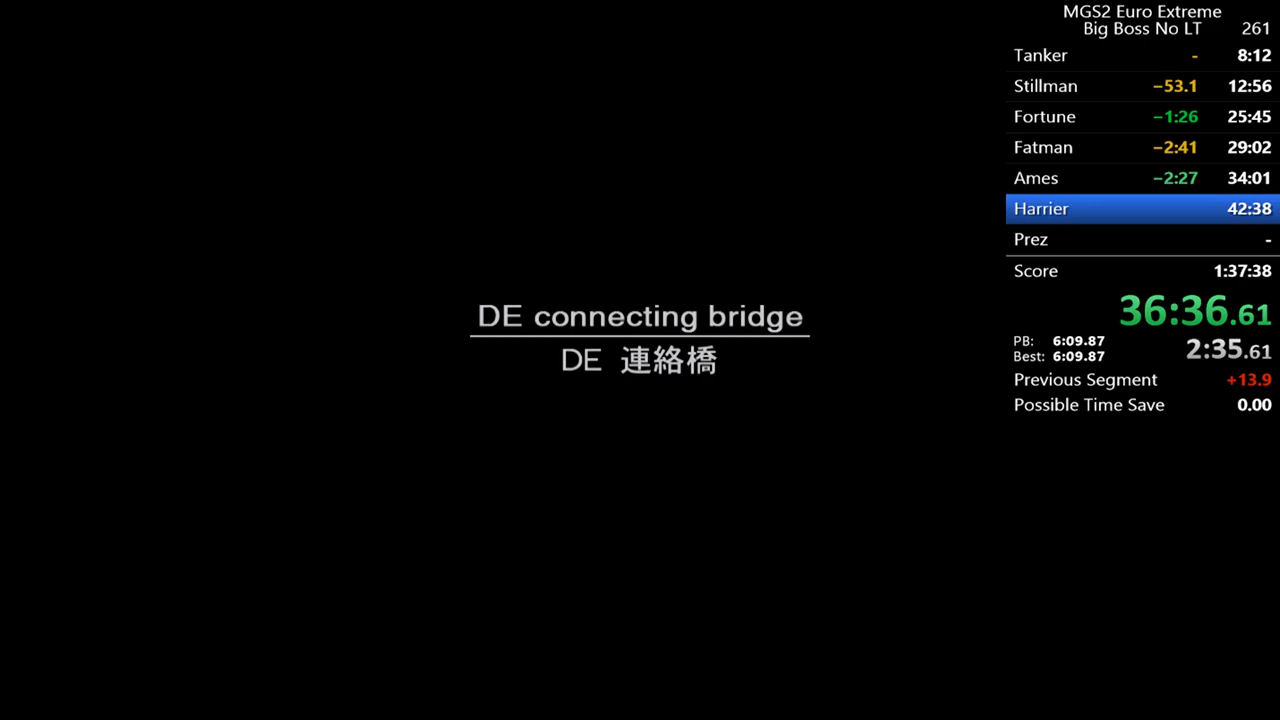 MGS2 Euro Extreme
Big Boss No LT 261
Tanker - 8:12
Stillman −53.1 12:56
Fortune −1:26 25:45
Fatman −2:41 29:02
Ames −2:27 34:01
Harrier 42:38
Prez -
Score 1:37:38
36:36.61
PB: 6:09.87
Best: 6:09.87
2:35.61
Previous Segment +13.9
Possible Time Save 0.00
DE connecting bridge
DE 連絡橋